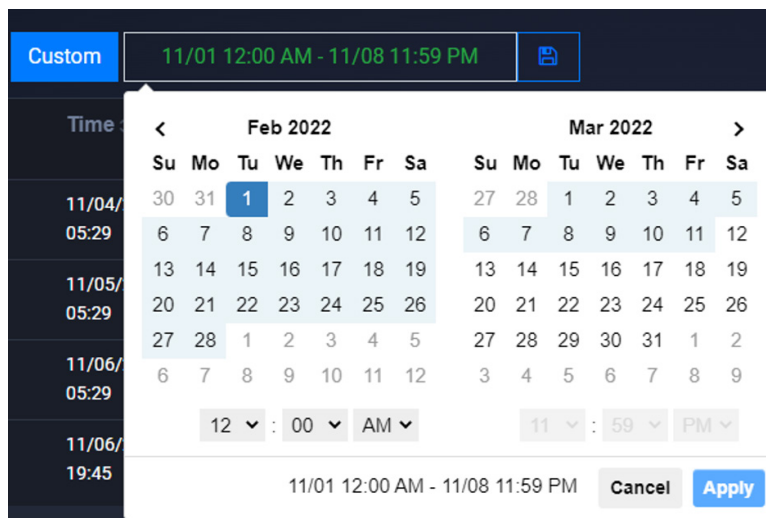 Custom 11/01 12:00 AM - 11/08 11:59 PM
Time
11/04/
05:29
11/05/
05:29
11/06/
05:29
11/06/
19:45
Feb 2022
Su Mo Tu We Th Fr Sa
30 31 1 2 3 4 5
6 7 8 9 10 11 12
13 14 15 16 17 18 19
20 21 22 23 24 25 26
27 28 1 2 3 4 5
6 7 8 9 10 11 12
12 : 00 AM
Mar 2022
Su Mo Tu We Th Fr Sa
27 28 1 2 3 4 5
6 7 8 9 10 11 12
13 14 15 16 17 18 19
20 21 22 23 24 25 26
27 28 29 30 31 1 2
3 4 5 6 7 8 9
11 : 59 PM
11/01 12:00 AM - 11/08 11:59 PM Cancel Apply